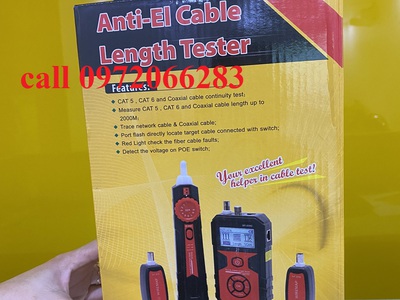 Anti-EI Cable
Length Tester
call 0972066283
Features:
CAT 5 , CAT 6 and Coaxial cable continuity test;
Measure CAT 5 , CAT 6 and Coaxial cable length up to
2000M;
Trace network cable & Coaxial cable;
Port flash directly locate target cable connected with switch;
Red Light check the fiber cable faults;
Detect the voltage on POE switch;
Your excellent
helper in cable test!